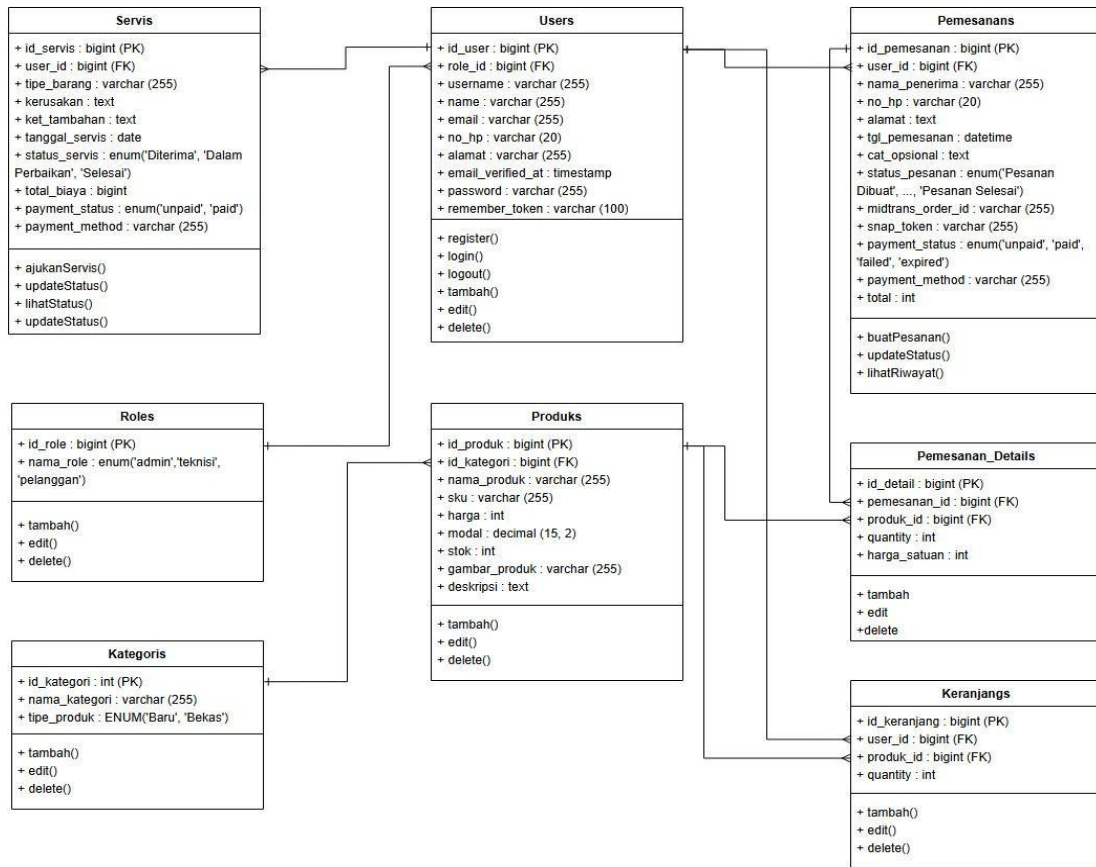 Servis
+ id_servis : bigint (PK)
+ user_id : bigint (FK)
+ tipe_barang : varchar (255)
+ kerusakan : text
+ ket_tambahan : text
+ tanggal_servis : date
+ status_servis : enum('Diterima', 'Dalam
Perbaikan', 'Selesai')
+ total_biaya : bigint
+ payment_status : enum('unpaid', 'paid')
+ payment_method : varchar (255)
+ ajukanServis()
+ updateStatus()
+ lihatStatus()
+ updateStatus()
Users
+ id_user : bigint (PK)
+ role_id : bigint (FK)
+ username : varchar (255)
+ name : varchar (255)
+ email : varchar (255)
+ no_hp : varchar (20)
+ alamat : varchar (255)
+ email_verified_at : timestamp
+ password : varchar (255)
+ remember_token : varchar (100)
+ register()
+ login()
+ logout()
+ tambah()
+ edit()
+ delete()
Pemesanans
+ id_pemesanan : bigint (PK)
+ user_id : bigint (FK)
+ nama_penerima : varchar (255)
+ no_hp : varchar (20)
+ alamat : text
+ tgl_pemesanan : datetime
+ cat_opsional : text
+ status_pesanan : enum('Pesanan
Dibuat', ..., 'Pesanan Selesai')
+ midtrans_order_id : varchar (255)
+ snap_token : varchar (255)
+ payment_status : enum('unpaid', 'paid',
'failed', 'expired')
+ payment_method : varchar (255)
+ total : int
+ buatPesanan()
+ updateStatus()
+ lihatRiwayat()
Roles
+ id_role : bigint (PK)
+ nama_role : enum('admin','teknisi',
'pelanggan')
+ tambah()
+ edit()
+ delete()
Produks
+ id_produk : bigint (PK)
+ id_kategori : bigint (FK)
+ nama_produk : varchar (255)
+ sku : varchar (255)
+ harga : int
+ modal : decimal (15, 2)
+ stok : int
+ gambar_produk : varchar (255)
+ deskripsi : text
+ tambah()
+ edit()
+ delete()
Pemesanan_Details
+ id_detail : bigint (PK)
+ pemesanan_id : bigint (FK)
+ produk_id : bigint (FK)
+ quantity : int
+ harga_satuan : int
+ tambah
+ edit
+delete
Kategoris
+ id_kategori : int (PK)
+ nama_kategori : varchar (255)
+ tipe_produk : ENUM('Baru', 'Bekas')
+ tambah()
+ edit()
+ delete()
Keranjangs
+ id_keranjang : bigint (PK)
+ user_id : bigint (FK)
+ produk_id : bigint (FK)
+ quantity : int
+ tambah()
+ edit()
+ delete()